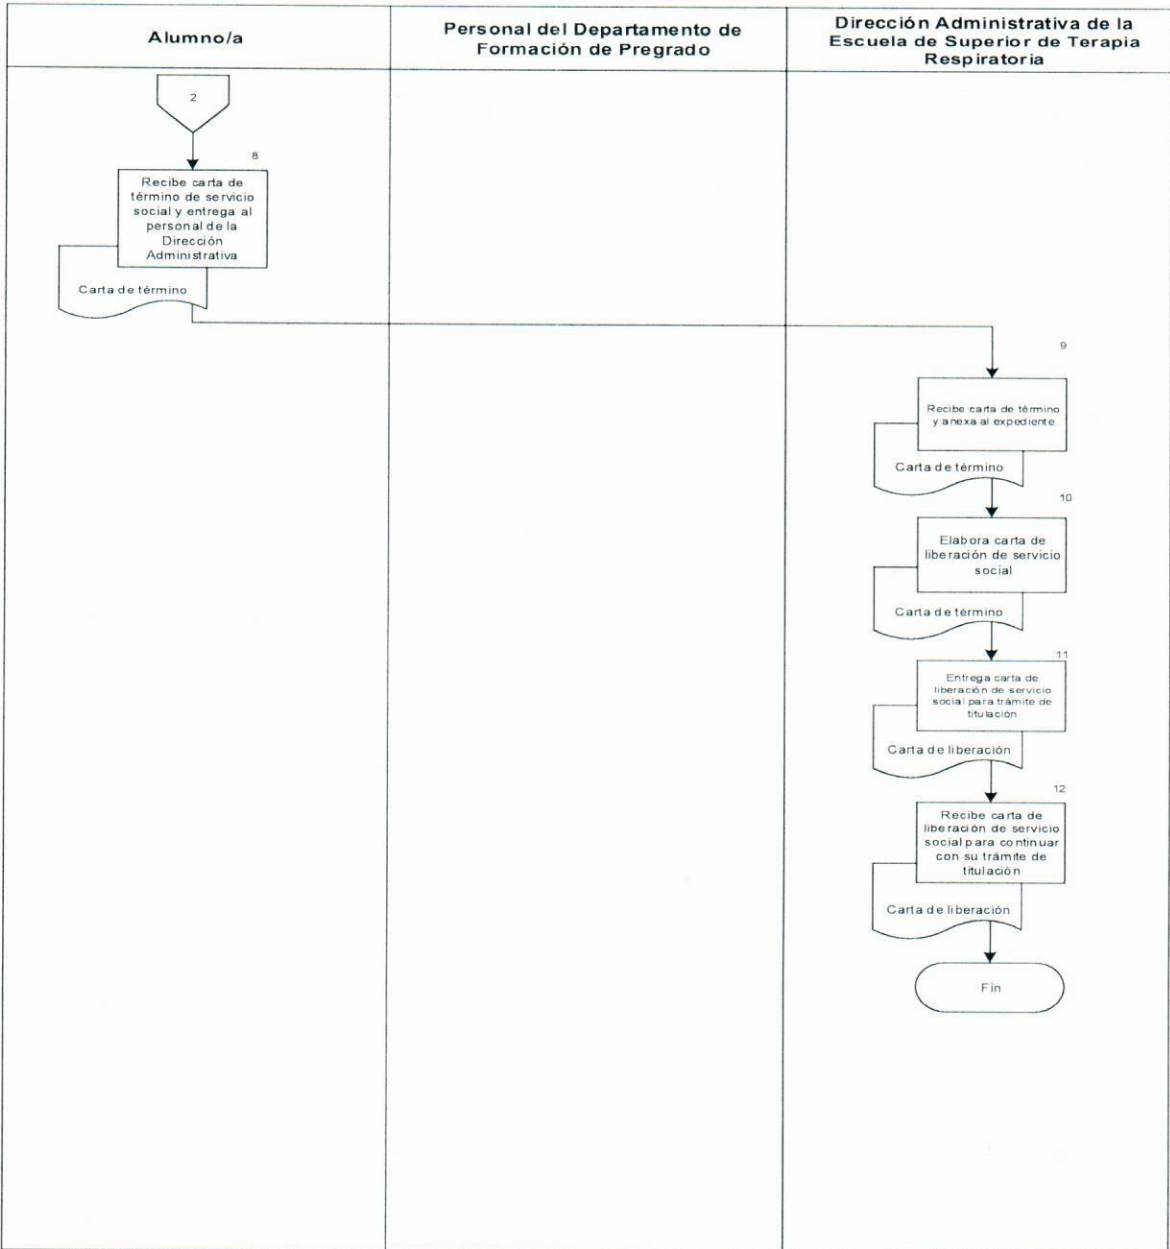 Alumno/a
Personal del Departamento de
Formación de Pregrado
Dirección Administrativa de la
Escuela de Superior de Terapia
Respiratoria
2
8
Recibe carta de
término de servicio
social y entrega al
personal de la
Dirección
Administrativa
Carta de término
9
Recibe carta de término
y anexa al expediente
Carta de término
10
Elabora carta de
liberación de servicio
social
Carta de término
11
Entrega carta de
liberación de servicio
social para trámite de
titulación
Carta de liberación
12
Recibe carta de
liberación de servicio
social para continuar
con su trámite de
titulación
Carta de liberación
Fin